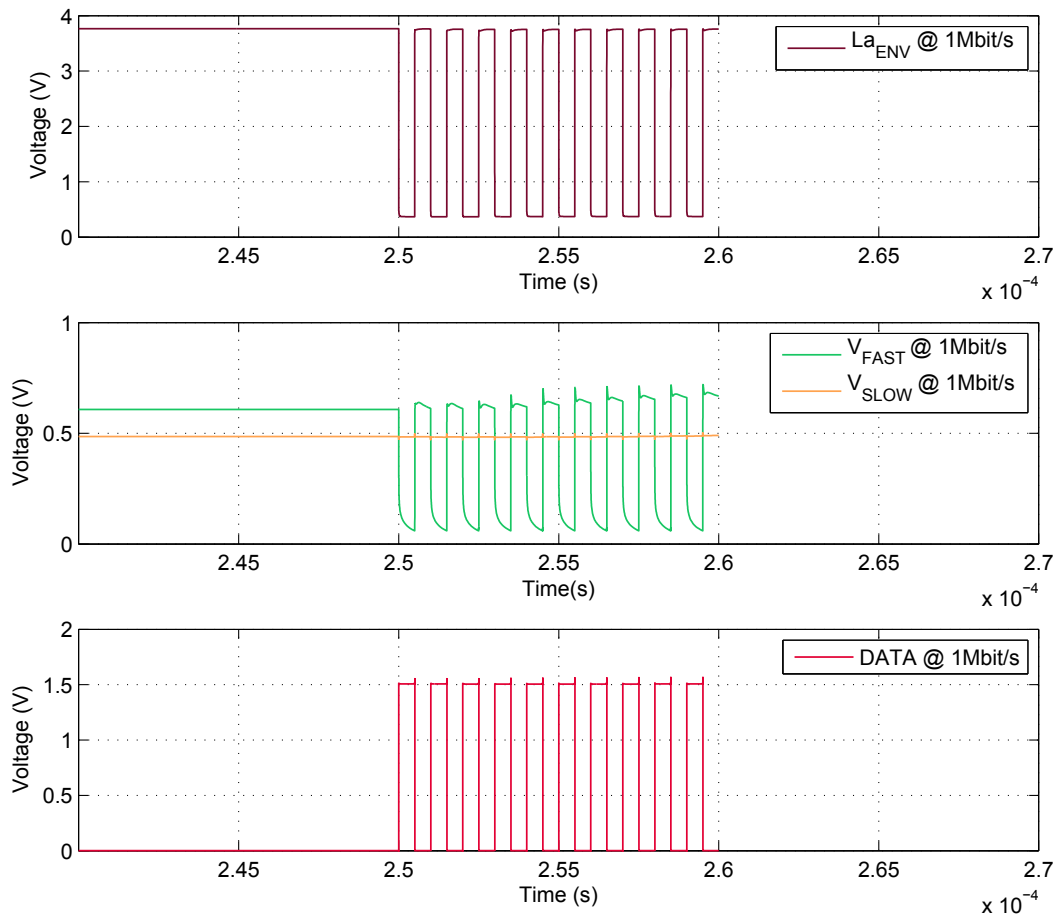 4
3
2
1
0
Voltage (V)
La_ENV @ 1Mbit/s
2.45 2.5 2.55 2.6 2.65 2.7
Time (s)
x 10⁻⁴
1
0.5
0
Voltage (V)
V_FAST @ 1Mbit/s
V_SLOW @ 1Mbit/s
2.45 2.5 2.55 2.6 2.65 2.7
Time(s)
x 10⁻⁴
2
1.5
1
0.5
0
Voltage (V)
DATA @ 1Mbit/s
2.45 2.5 2.55 2.6 2.65 2.7
Time (s)
x 10⁻⁴